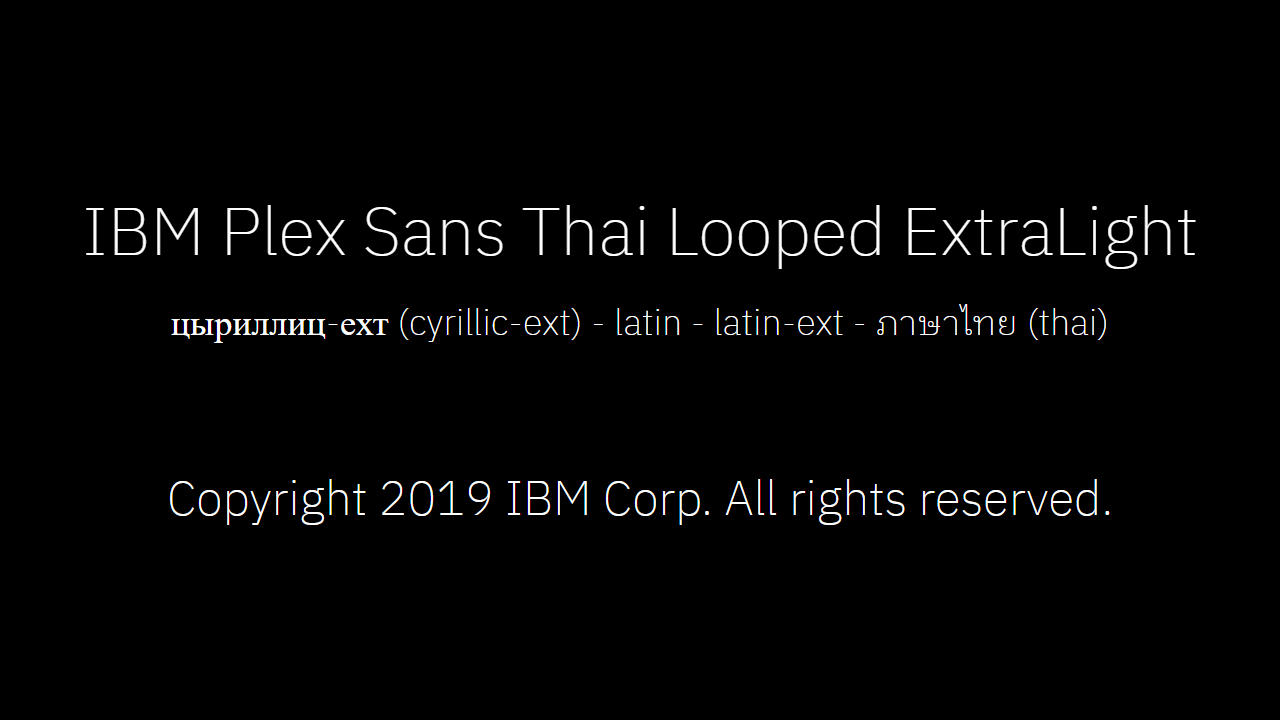 IBM Plex Sans Thai Looped ExtraLight
цыриллиц-ехт (cyrillic-ext) - latin - latin-ext - ภาษาไทย (thai)
Copyright 2019 IBM Corp. All rights reserved.